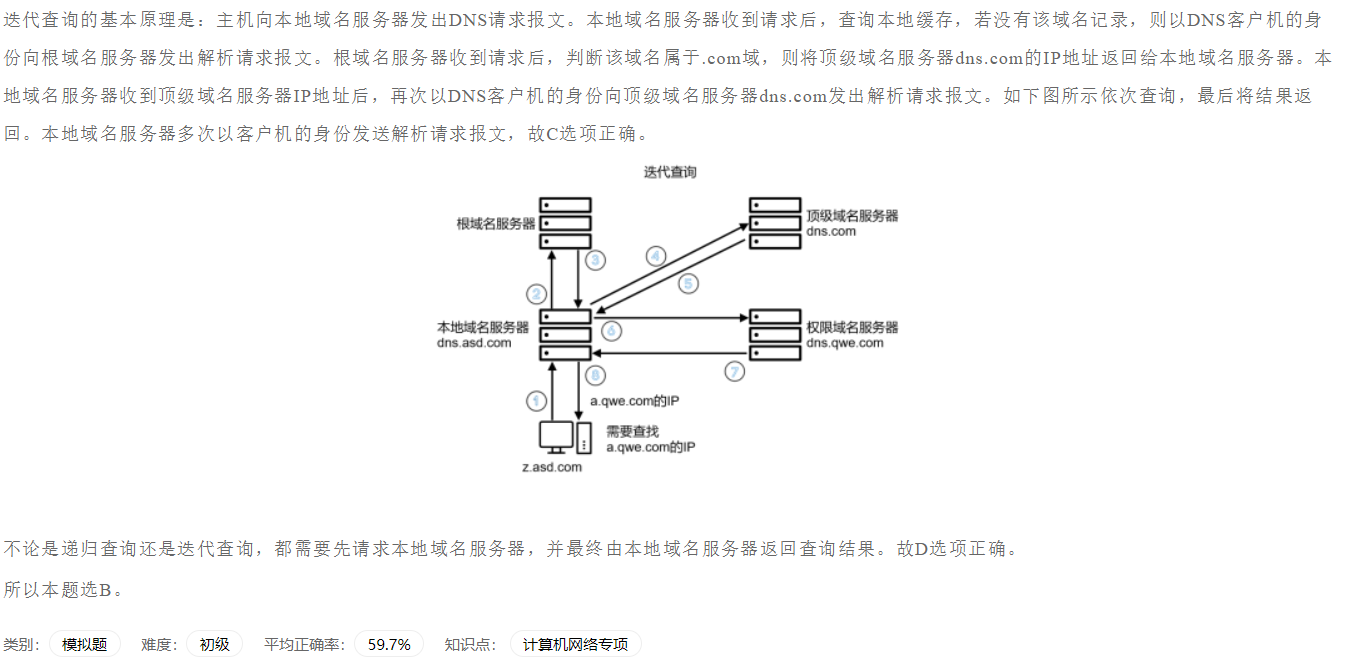 迭代查询的基本原理是：主机向本地域名服务器发出DNS请求报文。本地域名服务器收到请求后，查询本地缓存，若没有该域名记录，则以DNS客户机的身
份向根域名服务器发出解析请求报文。根域名服务器收到请求后，判断该域名属于.com域，则将顶级域名服务器dns.com的IP地址返回给本地域名服务器。本
地域名服务器收到顶级域名服务器IP地址后，再次以DNS客户机的身份向顶级域名服务器dns.com发出解析请求报文。如下图所示依次查询，最后将结果返
回。本地域名服务器多次以客户机的身份发送解析请求报文，故C选项正确。
迭代查询
根域名服务器
顶级域名服务器
dns.com
③
④
⑤
②
本地域名服务器
dns.asd.com
⑥
权限域名服务器
dns.qwe.com
⑧
⑦
①
a.qwe.com的IP
需要查找
a.qwe.com的IP
z.asd.com
不论是递归查询还是迭代查询，都需要先请求本地域名服务器，并最终由本地域名服务器返回查询结果。故D选项正确。
所以本题选B。
类别： 模拟题 难度： 初级 平均正确率： 59.7% 知识点： 计算机网络专项